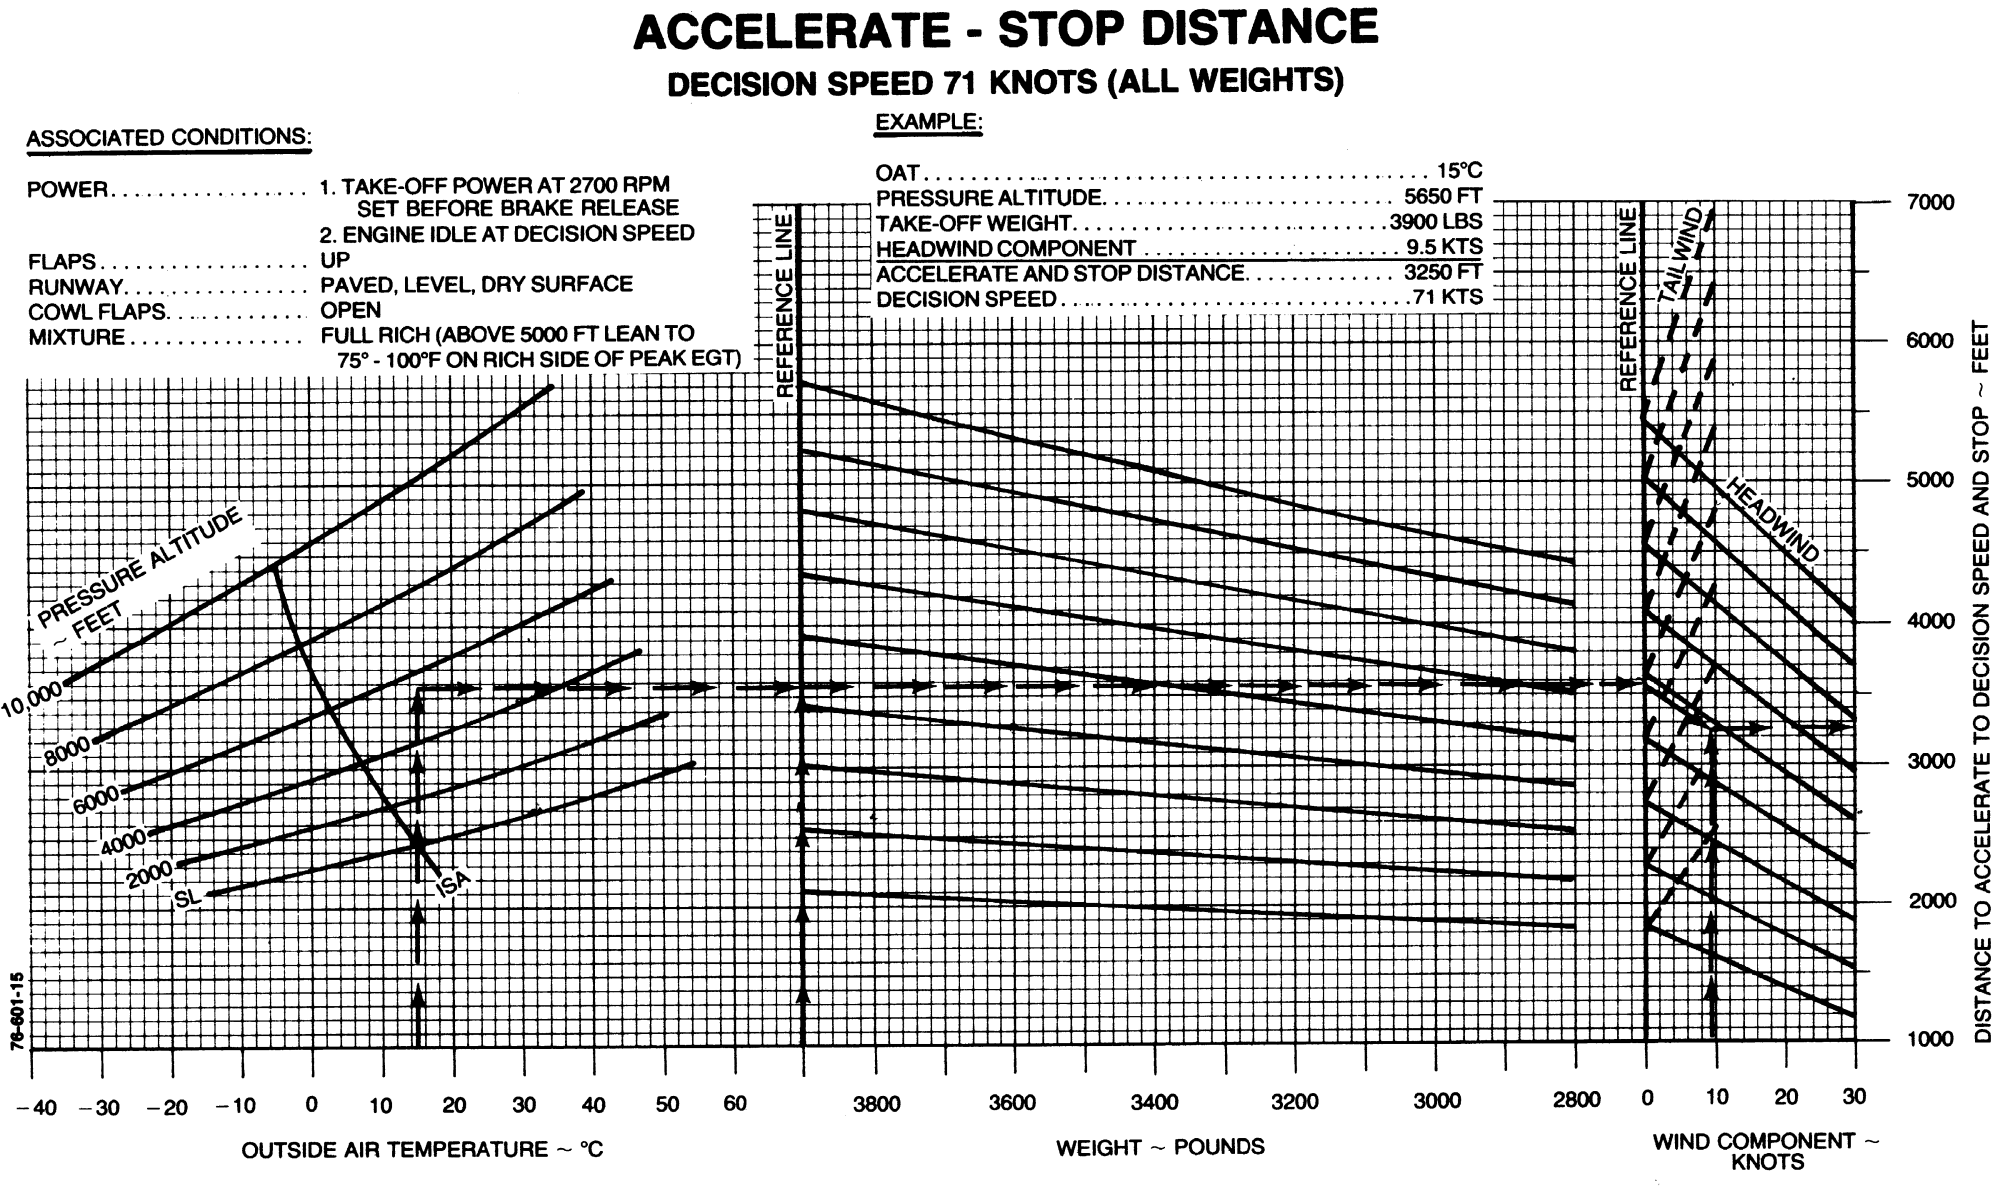 ACCELERATE - STOP DISTANCE
DECISION SPEED 71 KNOTS (ALL WEIGHTS)
ASSOCIATED CONDITIONS:
POWER.................. 1. TAKE-OFF POWER AT 2700 RPM
SET BEFORE BRAKE RELEASE
2. ENGINE IDLE AT DECISION SPEED
FLAPS................... UP
RUNWAY................. PAVED, LEVEL, DRY SURFACE
COWL FLAPS............. OPEN
MIXTURE................ FULL RICH (ABOVE 5000 FT LEAN TO
75° - 100°F ON RICH SIDE OF PEAK EGT)
EXAMPLE:
OAT.............................................. 15°C
PRESSURE ALTITUDE............................ 5650 FT
TAKE-OFF WEIGHT............................. 3900 LBS
HEADWIND COMPONENT........................ 9.5 KTS
ACCELERATE AND STOP DISTANCE.............. 3250 FT
DECISION SPEED................................ 71 KTS
REFERENCE LINE
REFERENCE LINE
TAILWIND
HEADWIND
PRESSURE ALTITUDE
~ FEET
10,000
8000
6000
4000
2000
SL
ISA
7000
6000
5000
4000
3000
2000
1000
DISTANCE TO ACCELERATE TO DECISION SPEED AND STOP ~ FEET
76-601-15
-40 -30 -20 -10 0 10 20 30 40 50 60 3800 3600 3400 3200 3000 2800 0 10 20 30
OUTSIDE AIR TEMPERATURE ~ °C
WEIGHT ~ POUNDS
WIND COMPONENT ~
KNOTS